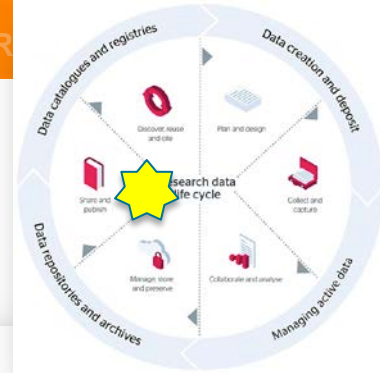 R
Data catalogues and registries
Data creation and deposit
Discover, reuse
and cite
Plan and design
Share and
publish
esearch data
life cycle
Collect and
capture
Manage store
and preserve
Collaborate and analyse
Data repositories and archives
Managing active data